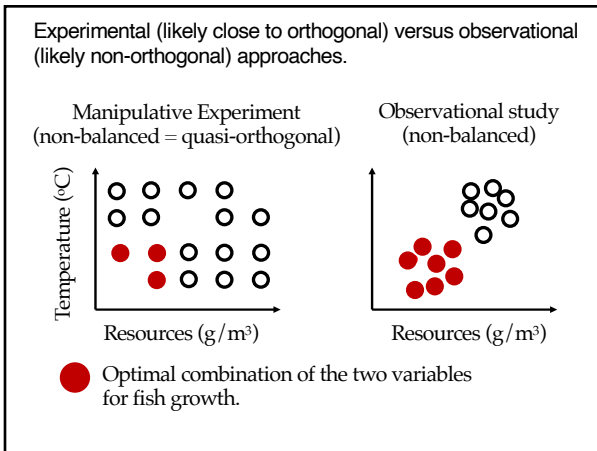 Experimental (likely close to orthogonal) versus observational
(likely non-orthogonal) approaches.
Manipulative Experiment
(non-balanced = quasi-orthogonal)
Observational study
(non-balanced)
Temperature (ºC)
Resources (g/m³)
Resources (g/m³)
Optimal combination of the two variables
for fish growth.